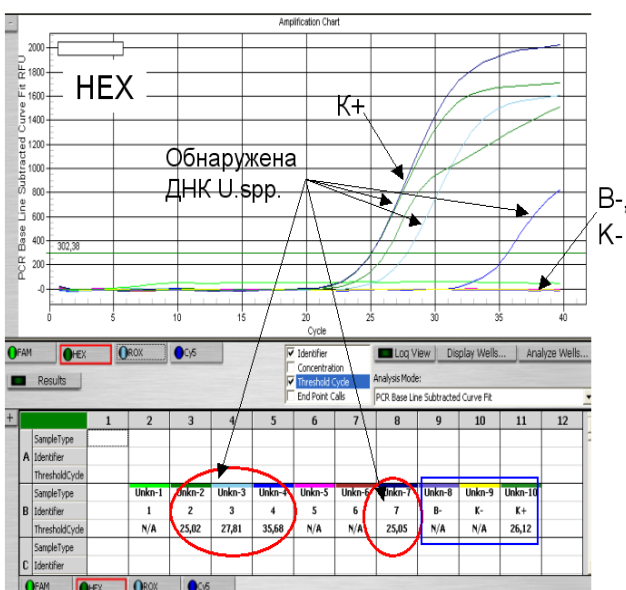 Amplification Chart
PCR Base Line Subtracted Curve Fit RFU
2000
1800
1600
1400
1200
1000
800
600
400
200
-0
302,38
HEX
К+
Обнаружена
ДНК U.spp.
В-,
К-
0 5 10 15 20 25 30 35 40
Cycle
FAM HEX ROX Cy5
Results
Identifier
Concentration
Threshold Cycle
End Point Calls
Log View Display Wells... Analyze Wells...
Analysis Mode:
PCR Base Line Subtracted Curve Fit
1 2 3 4 5 6 7 8 9 10 11 12
SampleType
A Identifier
ThresholdCycle
SampleType Unkn-1 Unkn-2 Unkn-3 Unkn-4 Unkn-5 Unkn-6 Unkn-7 Unkn-8 Unkn-9 Unkn-10
B Identifier 1 2 3 4 5 6 7 B- K- K+
ThresholdCycle N/A 25,02 27,81 35,68 N/A N/A 25,05 N/A N/A 26,12
SampleType
C Identifier
FAM HEX ROX Cy5